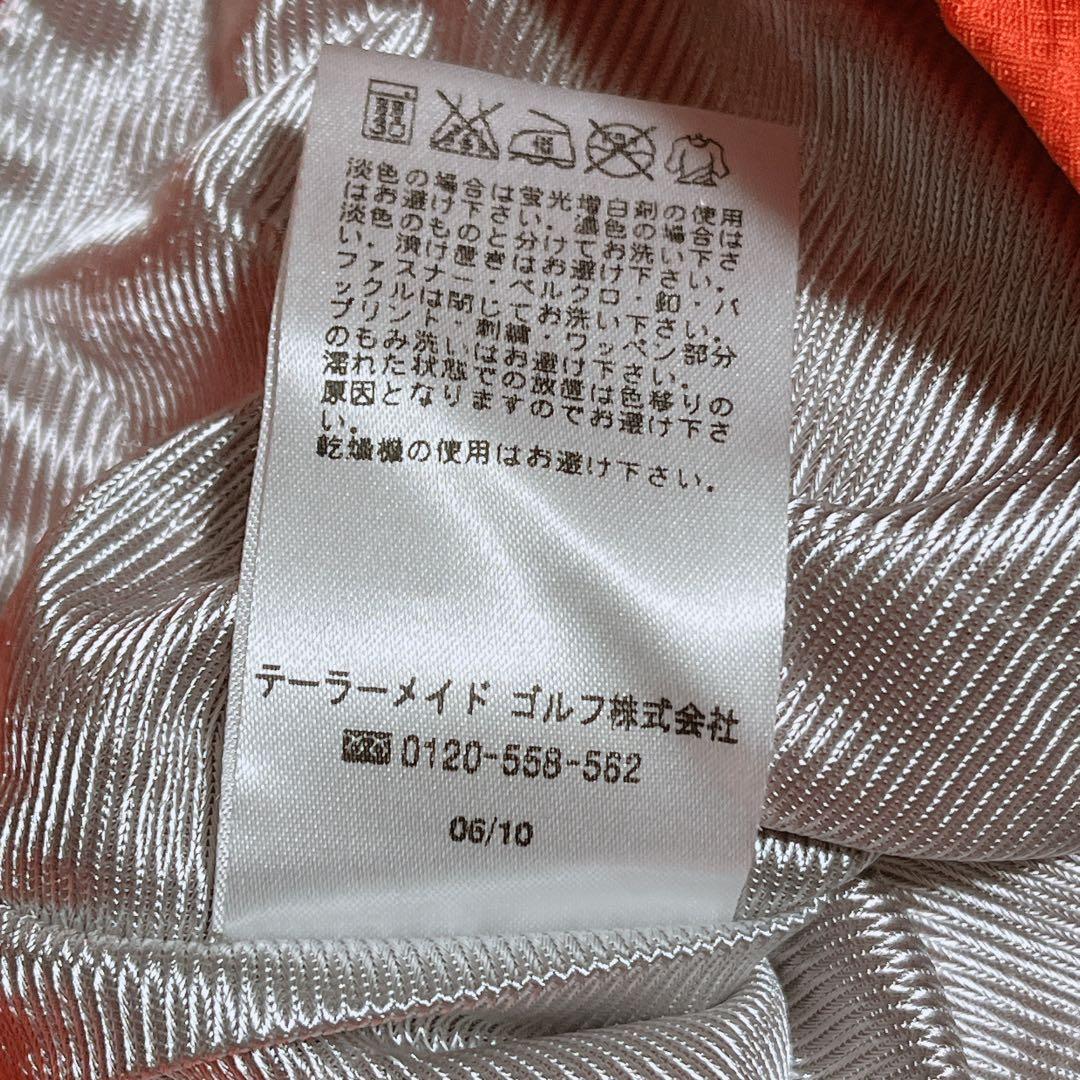 淡色の場合は蛍光増白剤の使用
はお避け下さい。濃色の場合は
淡色のものと分けてお洗い下さ
い。漬け置きはお避け下さい。
ファスナー・ベルクロ・釦・バ
ックルは閉じてお洗い下さい。
プリント・刺繍・ワッペン部分
のもみ洗いはお避け下さい。
濡れた状態での放置は色移りの
原因となりますのでお避け下さ
い。
乾燥機の使用はお避け下さい。
テーラーメイド ゴルフ株式会社
0120-558-562
06/10